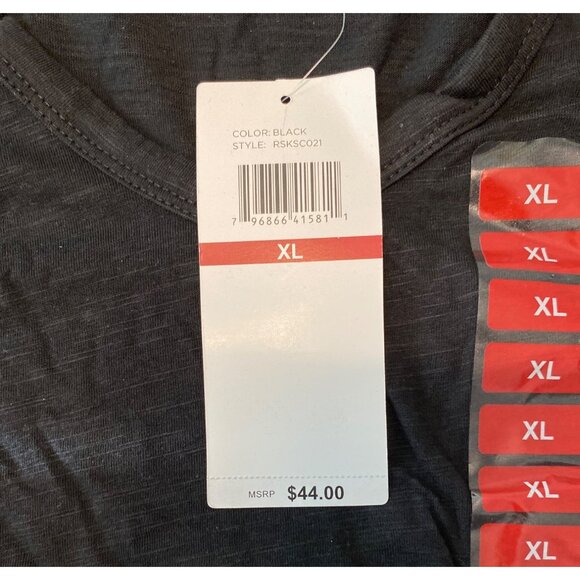 COLOR: BLACK
STYLE: RSKSC021
7 96866 41581 1
XL
MSRP $44.00
XL
XL
XL
XL
XL
XL
XL